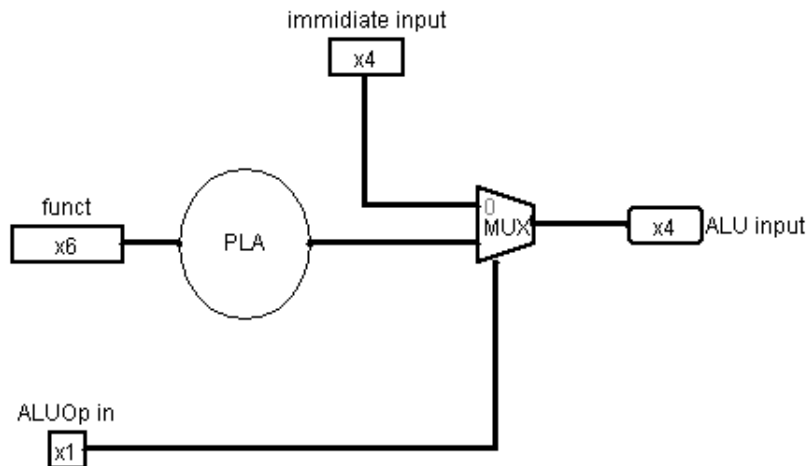 immidiate input
x4
funct
x6
PLA
0
MUX
x4
ALU input
ALUOp in
x1